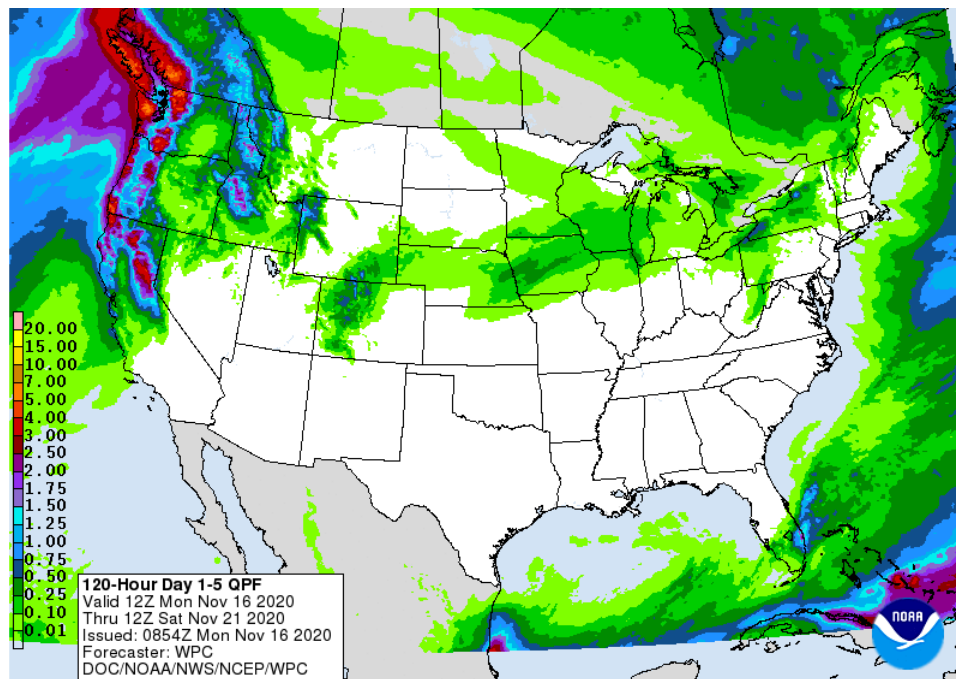 20.00
15.00
10.00
7.00
5.00
4.00
3.00
2.50
2.00
1.75
1.50
1.25
1.00
0.75
0.50
0.25
0.10
0.01
120-Hour Day 1-5 QPF
Valid 12Z Mon Nov 16 2020
Thru 12Z Sat Nov 21 2020
Issued: 0854Z Mon Nov 16 2020
Forecaster: WPC
DOC/NOAA/NWS/NCEP/WPC
NOAA